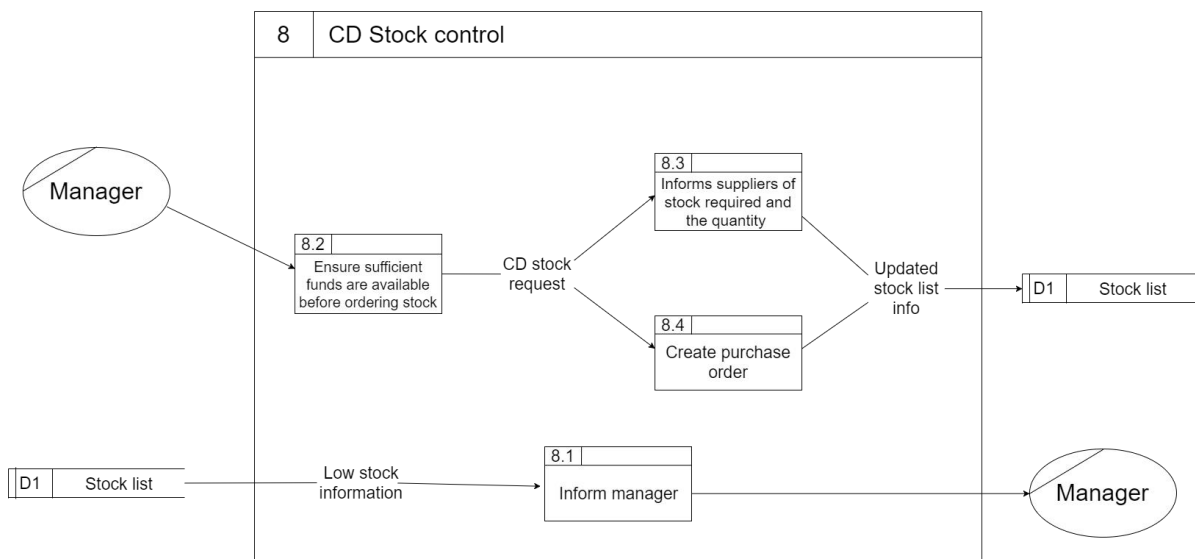 8 CD Stock control
Manager
8.2
Ensure sufficient
funds are available
before ordering stock
CD stock
request
8.3
Informs suppliers of
stock required and
the quantity
8.4
Create purchase
order
Updated
stock list
info
D1 Stock list
D1 Stock list
Low stock
information
8.1
Inform manager
Manager